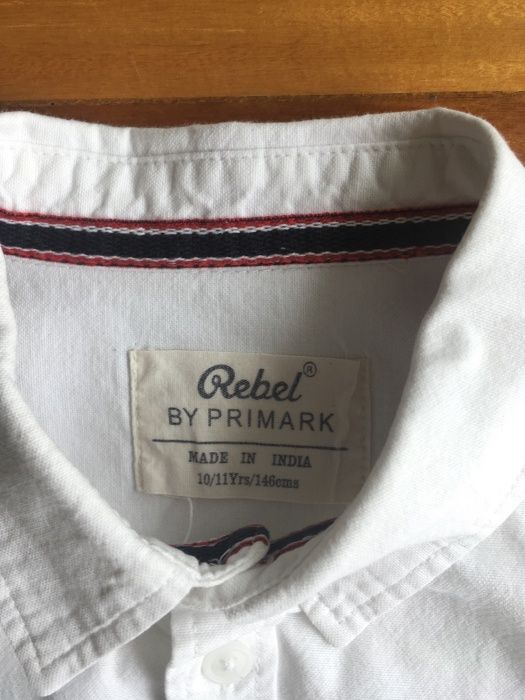 Rebel®
BY PRIMARK
MADE IN INDIA
10/11Yrs/146cms